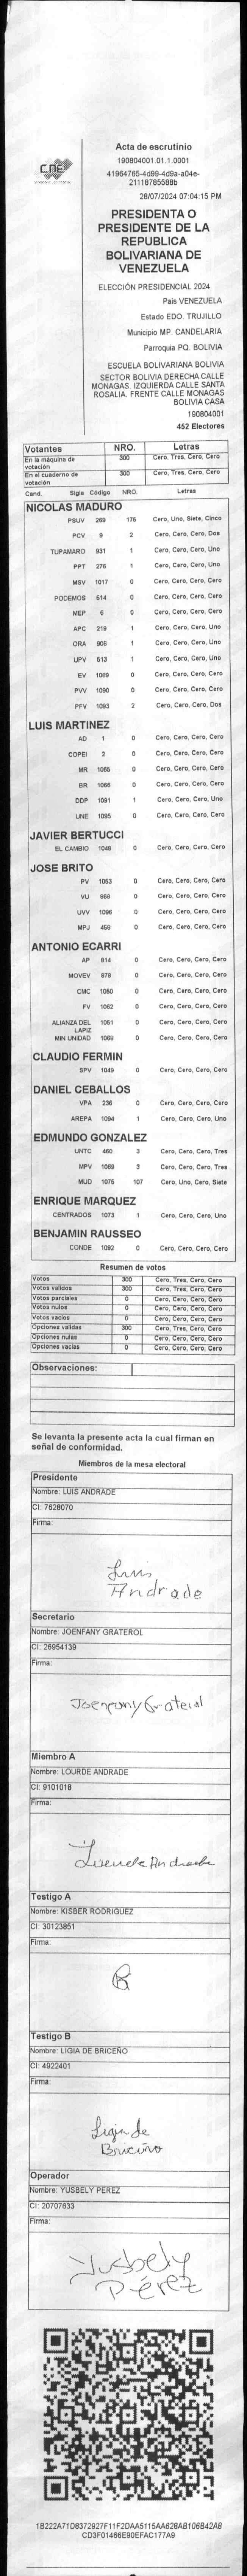 Acta de escrutinio
190804001.01.1.0001
41964765-4d99-4d9a-a04e-
21118785588b
28/07/2024 07:04:15 PM
PRESIDENTA O
PRESIDENTE DE LA
REPUBLICA
BOLIVARIANA DE
VENEZUELA
CNE
ELECCIÓN PRESIDENCIAL 2024
Pais VENEZUELA
Estado EDO. TRUJILLO
Municipio MP. CANDELARIA
Parroquia PQ. BOLIVIA
ESCUELA BOLIVARIANA BOLIVIA
SECTOR BOLIVIA DERECHA CALLE
MONAGAS. IZQUIERDA CALLE SANTA
ROSALIA. FRENTE CALLE MONAGAS
BOLIVIA CASA
190804001
452 Electores
Votantes NRO. Letras
En la maquina de votación 300 Cero, Tres, Cero, Cero
En el cuaderno de votación 300 Cero, Tres, Cero, Cero
Cand. Sigla Código NRO. Letras
NICOLAS MADURO
PSUV 269 175 Cero, Uno, Siete, Cinco
PCV 9 2 Cero, Cero, Cero, Dos
TUPAMARO 931 1 Cero, Cero, Cero, Uno
PPT 276 1 Cero, Cero, Cero, Uno
MSV 1017 0 Cero, Cero, Cero, Cero
PODEMOS 614 0 Cero, Cero, Cero, Cero
MEP 6 0 Cero, Cero, Cero, Cero
APC 219 1 Cero, Cero, Cero, Uno
ORA 906 1 Cero, Cero, Cero, Uno
UPV 513 1 Cero, Cero, Cero, Uno
EV 1089 0 Cero, Cero, Cero, Cero
PVV 1090 0 Cero, Cero, Cero, Cero
PFV 1093 2 Cero, Cero, Cero, Dos
LUIS MARTINEZ
AD 1 0 Cero, Cero, Cero, Cero
COPEI 2 0 Cero, Cero, Cero, Cero
MR 1065 0 Cero, Cero, Cero, Cero
BR 1066 0 Cero, Cero, Cero, Cero
DDP 1091 1 Cero, Cero, Cero, Uno
UNE 1095 0 Cero, Cero, Cero, Cero
JAVIER BERTUCCI
EL CAMBIO 1048 0 Cero, Cero, Cero, Cero
JOSE BRITO
PV 1053 0 Cero, Cero, Cero, Cero
VU 968 0 Cero, Cero, Cero, Cero
UVV 1096 0 Cero, Cero, Cero, Cero
MPJ 458 0 Cero, Cero, Cero, Cero
ANTONIO ECARRI
AP 814 0 Cero, Cero, Cero, Cero
MOVEV 878 0 Cero, Cero, Cero, Cero
CMC 1050 0 Cero, Cero, Cero, Cero
FV 1062 0 Cero, Cero, Cero, Cero
ALIANZA DEL LAPIZ 1051 0 Cero, Cero, Cero, Cero
MIN UNIDAD 1068 0 Cero, Cero, Cero, Cero
CLAUDIO FERMIN
SPV 1049 0 Cero, Cero, Cero, Cero
DANIEL CEBALLOS
VPA 236 0 Cero, Cero, Cero, Cero
AREPA 1094 1 Cero, Cero, Cero, Uno
EDMUNDO GONZALEZ
UNTC 460 3 Cero, Cero, Cero, Tres
MPV 1069 3 Cero, Cero, Cero, Tres
MUD 1075 107 Cero, Uno, Cero, Siete
ENRIQUE MARQUEZ
CENTRADOS 1073 1 Cero, Cero, Cero, Uno
BENJAMIN RAUSSEO
CONDE 1092 0 Cero, Cero, Cero, Cero
Resumen de votos
Votos 300 Cero, Tres, Cero, Cero
Votos validos 300 Cero, Tres, Cero, Cero
Votos parciales 0 Cero, Cero, Cero, Cero
Votos nulos 0 Cero, Cero, Cero, Cero
Votos vacios 0 Cero, Cero, Cero, Cero
Opciones validas 300 Cero, Tres, Cero, Cero
Opciones nulas 0 Cero, Cero, Cero, Cero
Opciones vacias 0 Cero, Cero, Cero, Cero
Observaciones:
Se levanta la presente acta la cual firman en
señal de conformidad.
Miembros de la mesa electoral
Presidente
Nombre: LUIS ANDRADE
CI: 7628070
Firma:
Luis
Andrade
Secretario
Nombre: JOENFANY GRATEROL
CI: 26954139
Firma:
Joenfany Graterol
Miembro A
Nombre: LOURDE ANDRADE
CI: 9101018
Firma:
Andrade
Testigo A
Nombre: KISBER RODRIGUEZ
CI: 30123851
Firma:
Testigo B
Nombre: LIGIA DE BRICEÑO
CI: 4922401
Firma:
Ligia de
Briceño
Operador
Nombre: YUSBELY PEREZ
CI: 20707633
Firma:
Yusbely
Pérez
1B222A71D8372927F11F2DAA5115AA628AB106B42AB
CD3F01466E90EFAC177A9